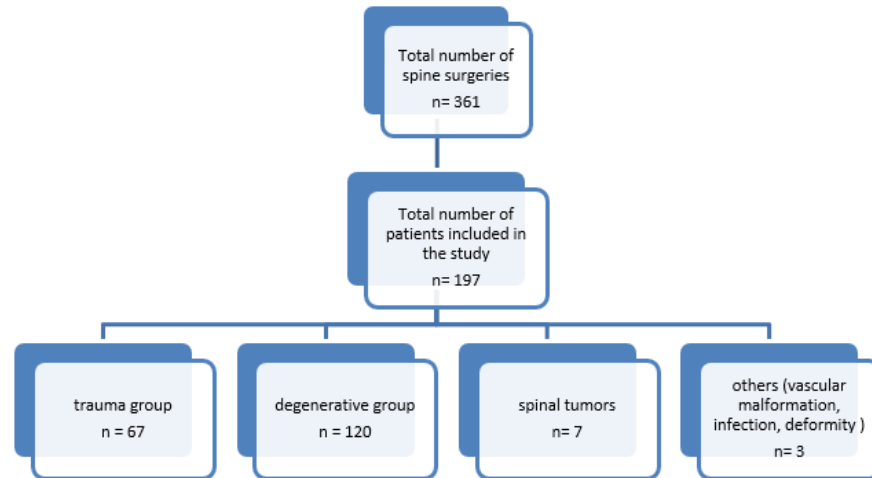 Total number of
spine surgeries
n= 361
Total number of
patients included in
the study
n= 197
trauma group
n = 67
degenerative group
n = 120
spinal tumors
n= 7
others (vascular
malformation,
infection, deformity )
n= 3